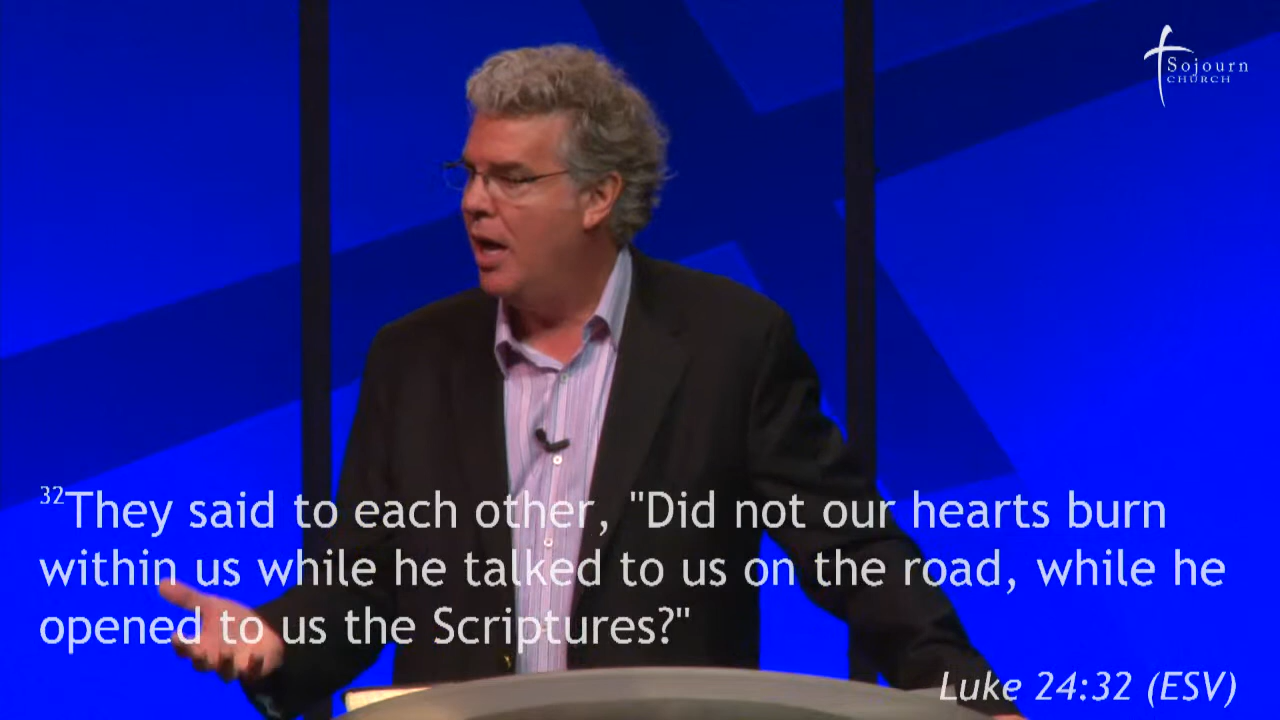 Sojourn
CHURCH
³²They said to each other, "Did not our hearts burn
within us while he talked to us on the road, while he
opened to us the Scriptures?"
Luke 24:32 (ESV)